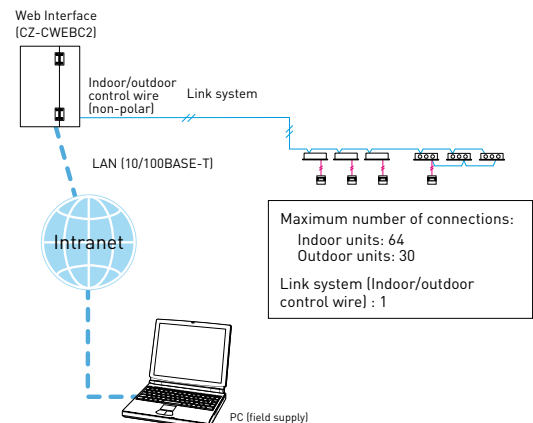 Web Interface
(CZ-CWEBC2)
Indoor/outdoor
control wire
(non-polar)
Link system
LAN (10/100BASE-T)
Intranet
Maximum number of connections:
Indoor units: 64
Outdoor units: 30
Link system (Indoor/outdoor
control wire) : 1
PC (field supply)